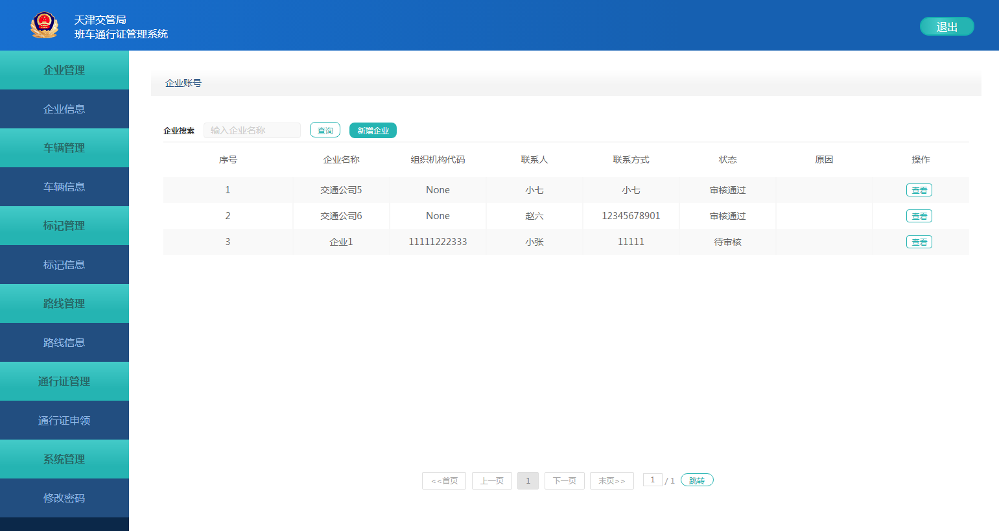 天津交管局
班车通行证管理系统
退出
企业管理
企业信息
车辆管理
车辆信息
标记管理
标记信息
路线管理
路线信息
通行证管理
通行证申领
系统管理
修改密码
企业账号
企业搜索 输入企业名称 查询 新增企业
序号 企业名称 组织机构代码 联系人 联系方式 状态 原因 操作
1 交通公司5 None 小七 小七 审核通过 查看
2 交通公司6 None 赵六 12345678901 审核通过 查看
3 企业1 11111222333 小张 11111 待审核 查看
<<首页 上一页 1 下一页 末页>> 1 / 1 跳转